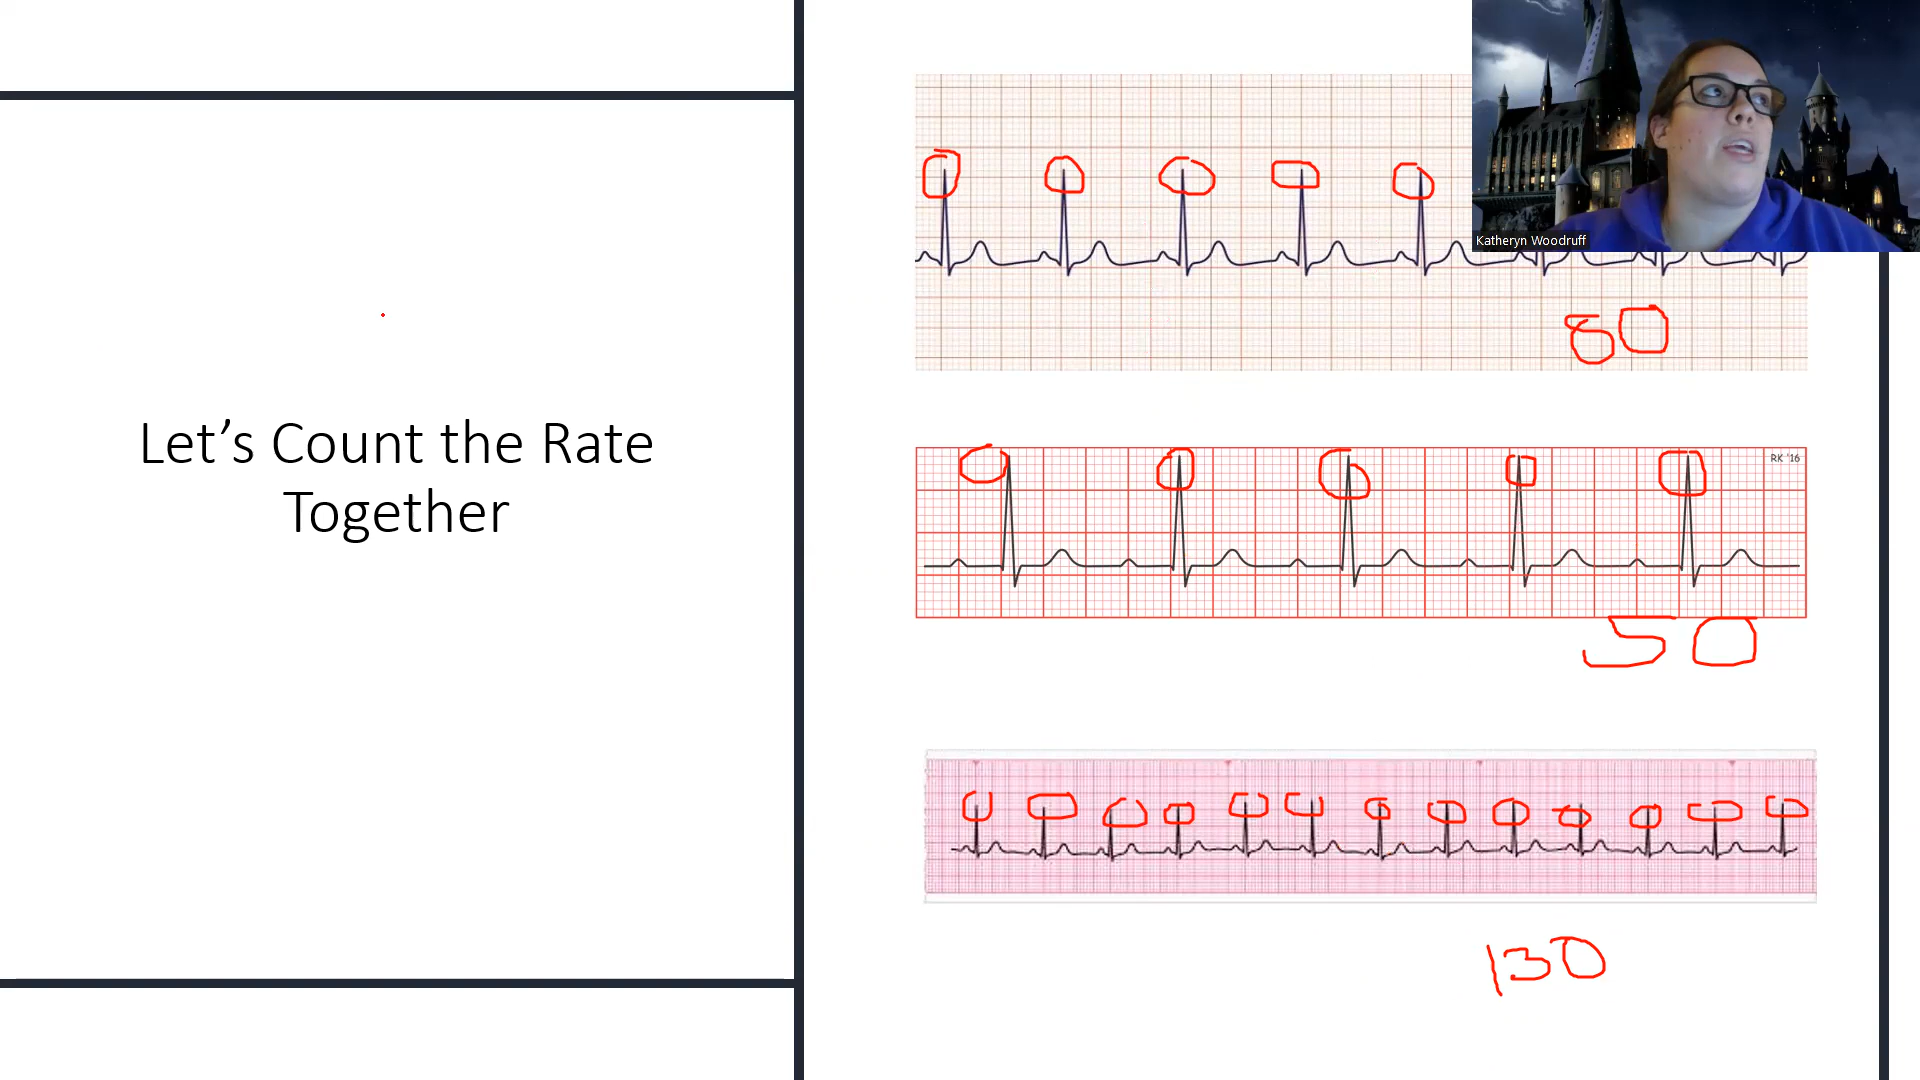 Let’s Count the Rate
Together
Katheryn Woodruff
80
RK '16
50
130